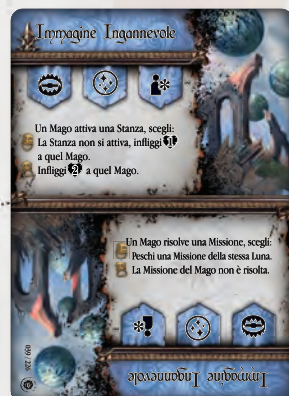 Immagine Ingannevole
Un Mago attiva una Stanza, scegli:
La Stanza non si attiva, infliggi 1
a quel Mago.
Infliggi 2 a quel Mago.
Un Mago risolve una Missione, scegli:
Peschi una Missione della stessa Luna.
La Missione del Mago non è risolta.
Immagine Ingannevole